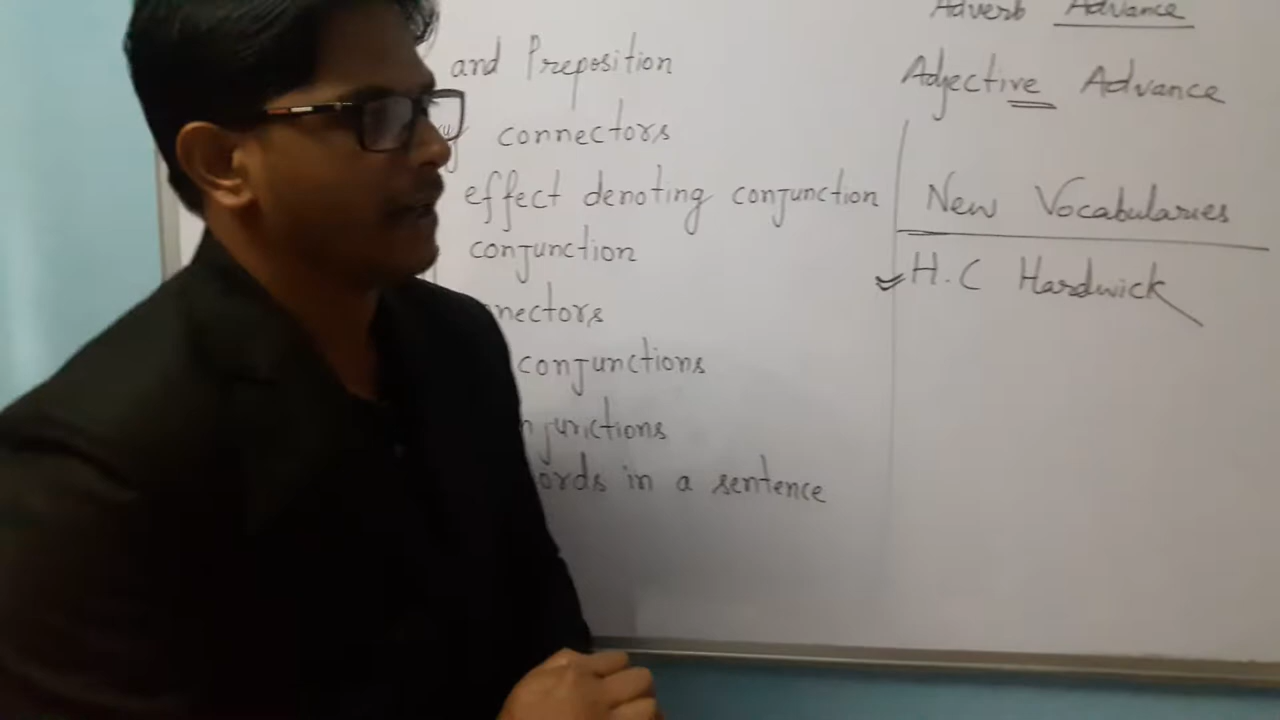 and Preposition
connectors
effect denoting conjunction
conjunction
nectors
conjunctions
junctions
ords in a sentence
Adverb Advance
Adjective Advance
New Vocabularies
H.C Hardwick